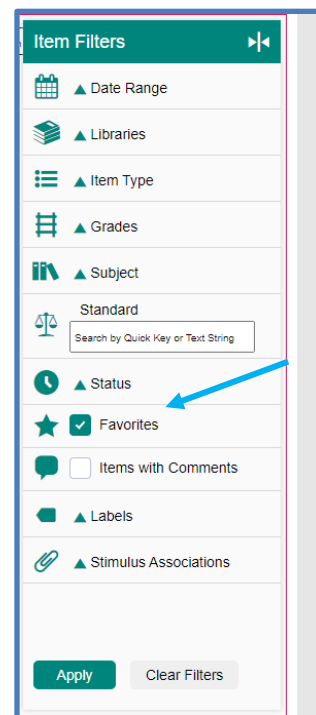 Item Filters
Date Range
Libraries
Item Type
Grades
Subject
Standard
Search by Quick Key or Text String
Status
Favorites
Items with Comments
Labels
Stimulus Associations
Apply Clear Filters